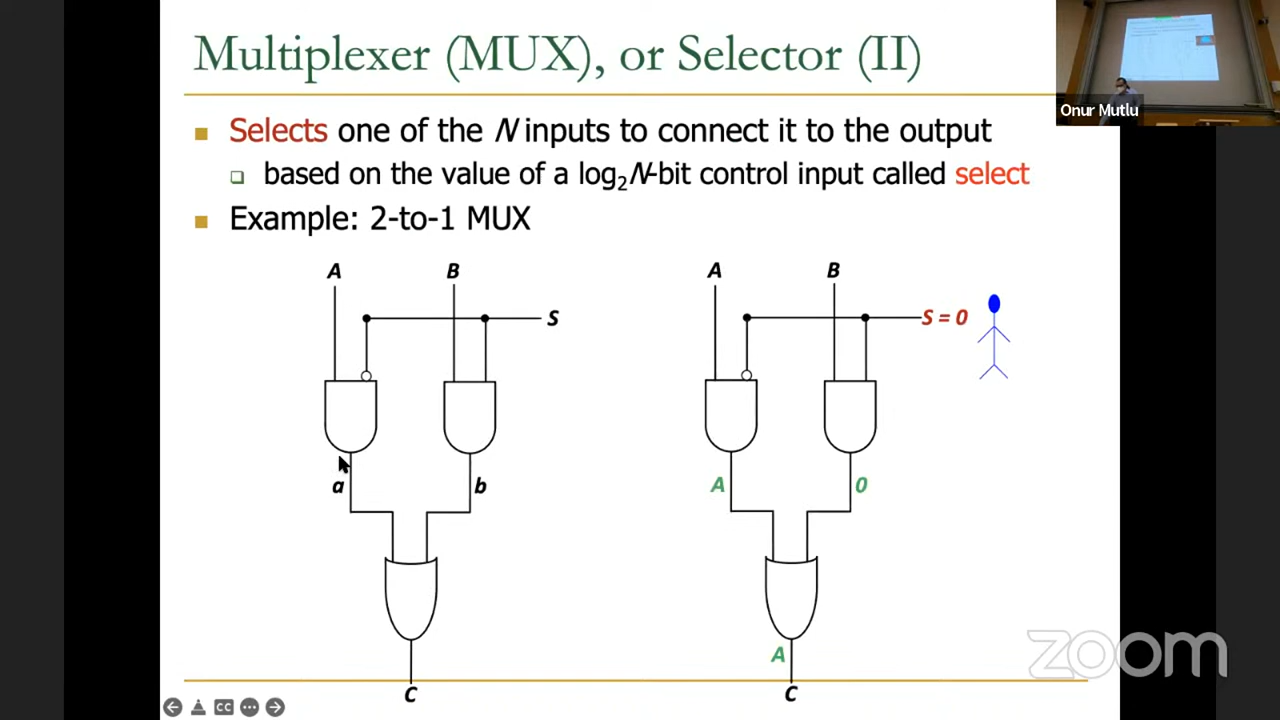 Multiplexer (MUX), or Selector (II)
Onur Mutlu
Selects one of the N inputs to connect it to the output
based on the value of a log₂N-bit control input called select
Example: 2-to-1 MUX
A B A B
S S = 0
a b A 0
A
C C
zoom
CC